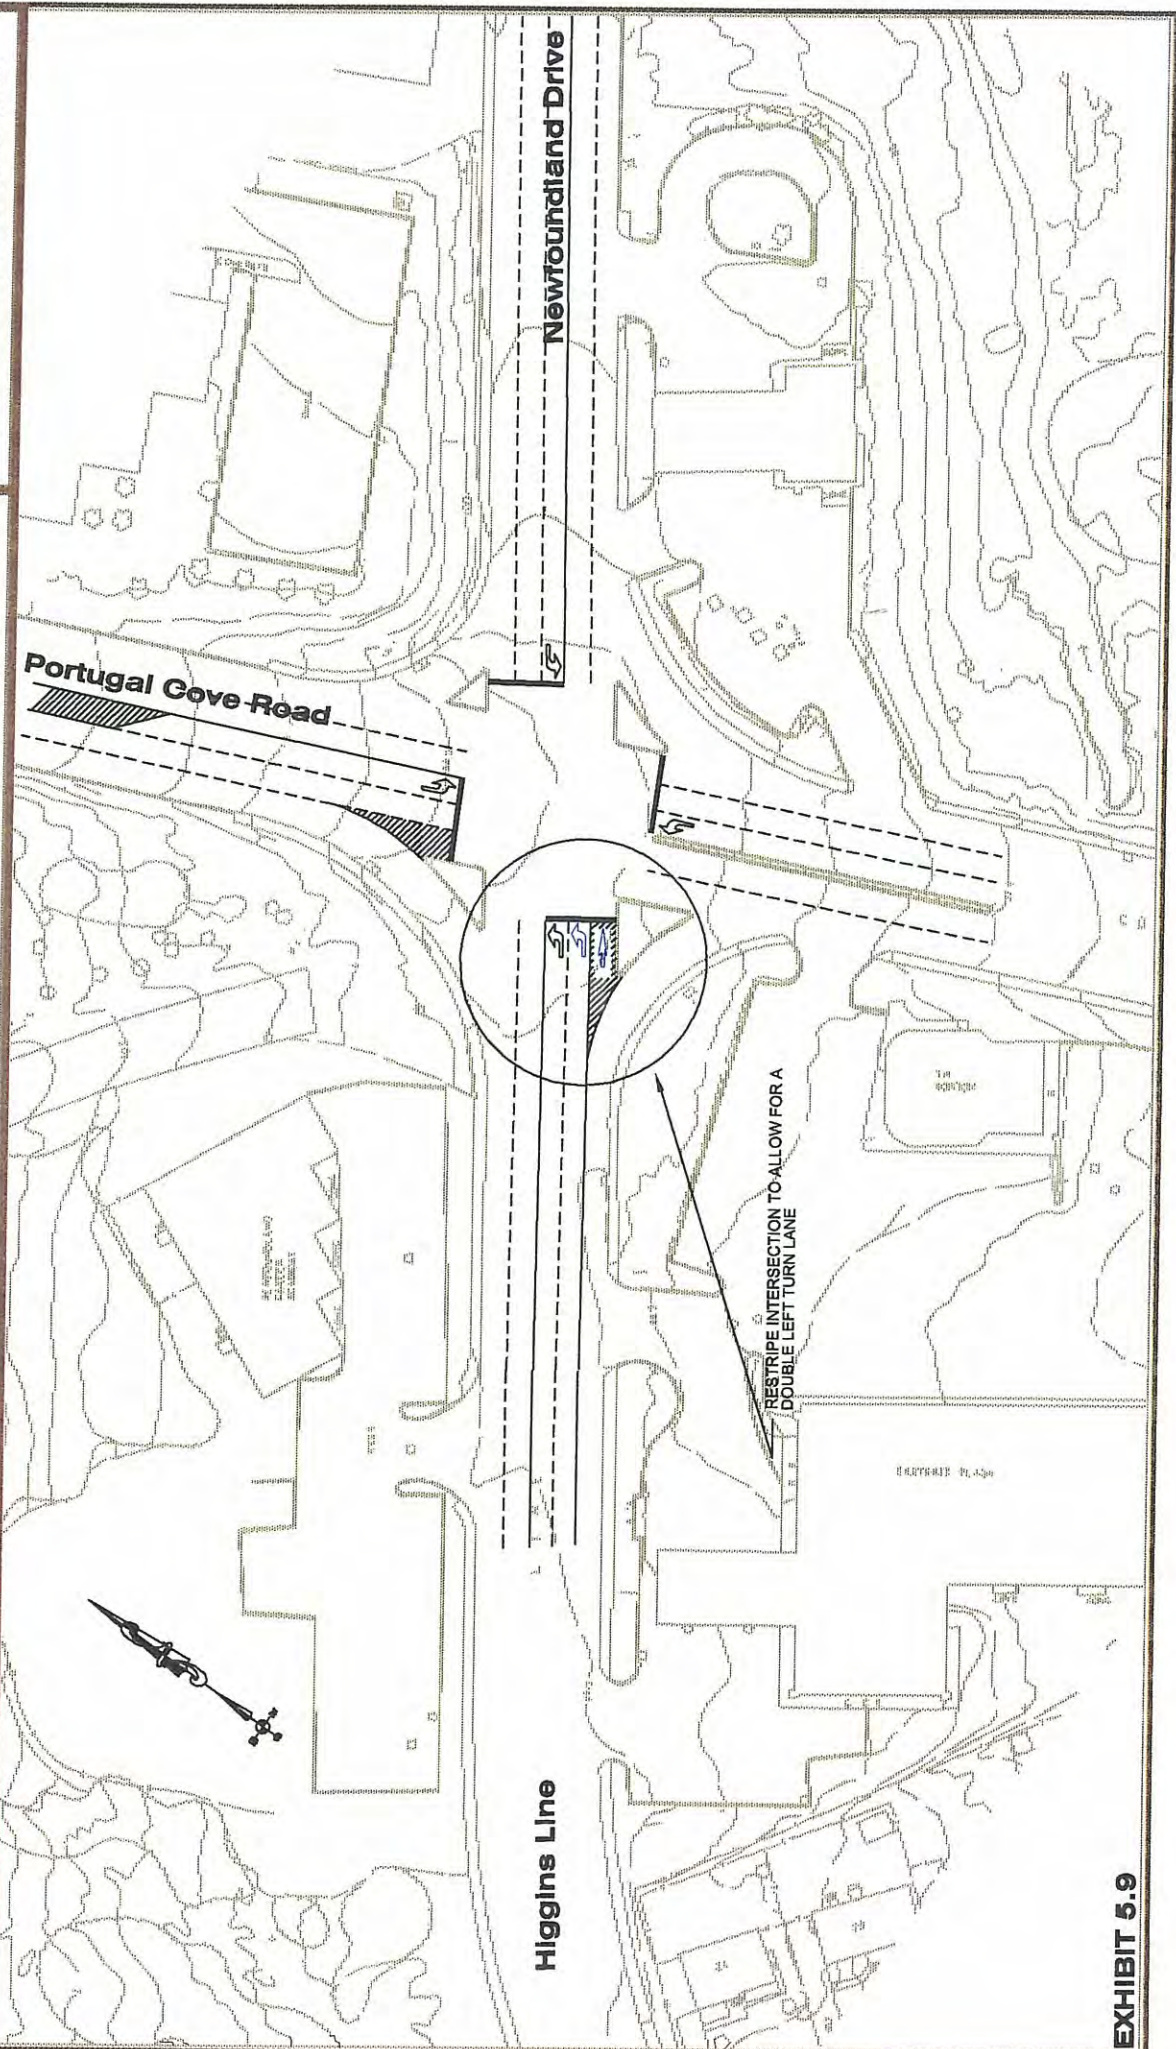 Newfoundland Drive
Portugal Cove Road
RESTRIPE INTERSECTION TO ALLOW FOR A
DOUBLE LEFT TURN LANE
Higgins Line
EXHIBIT 5.9